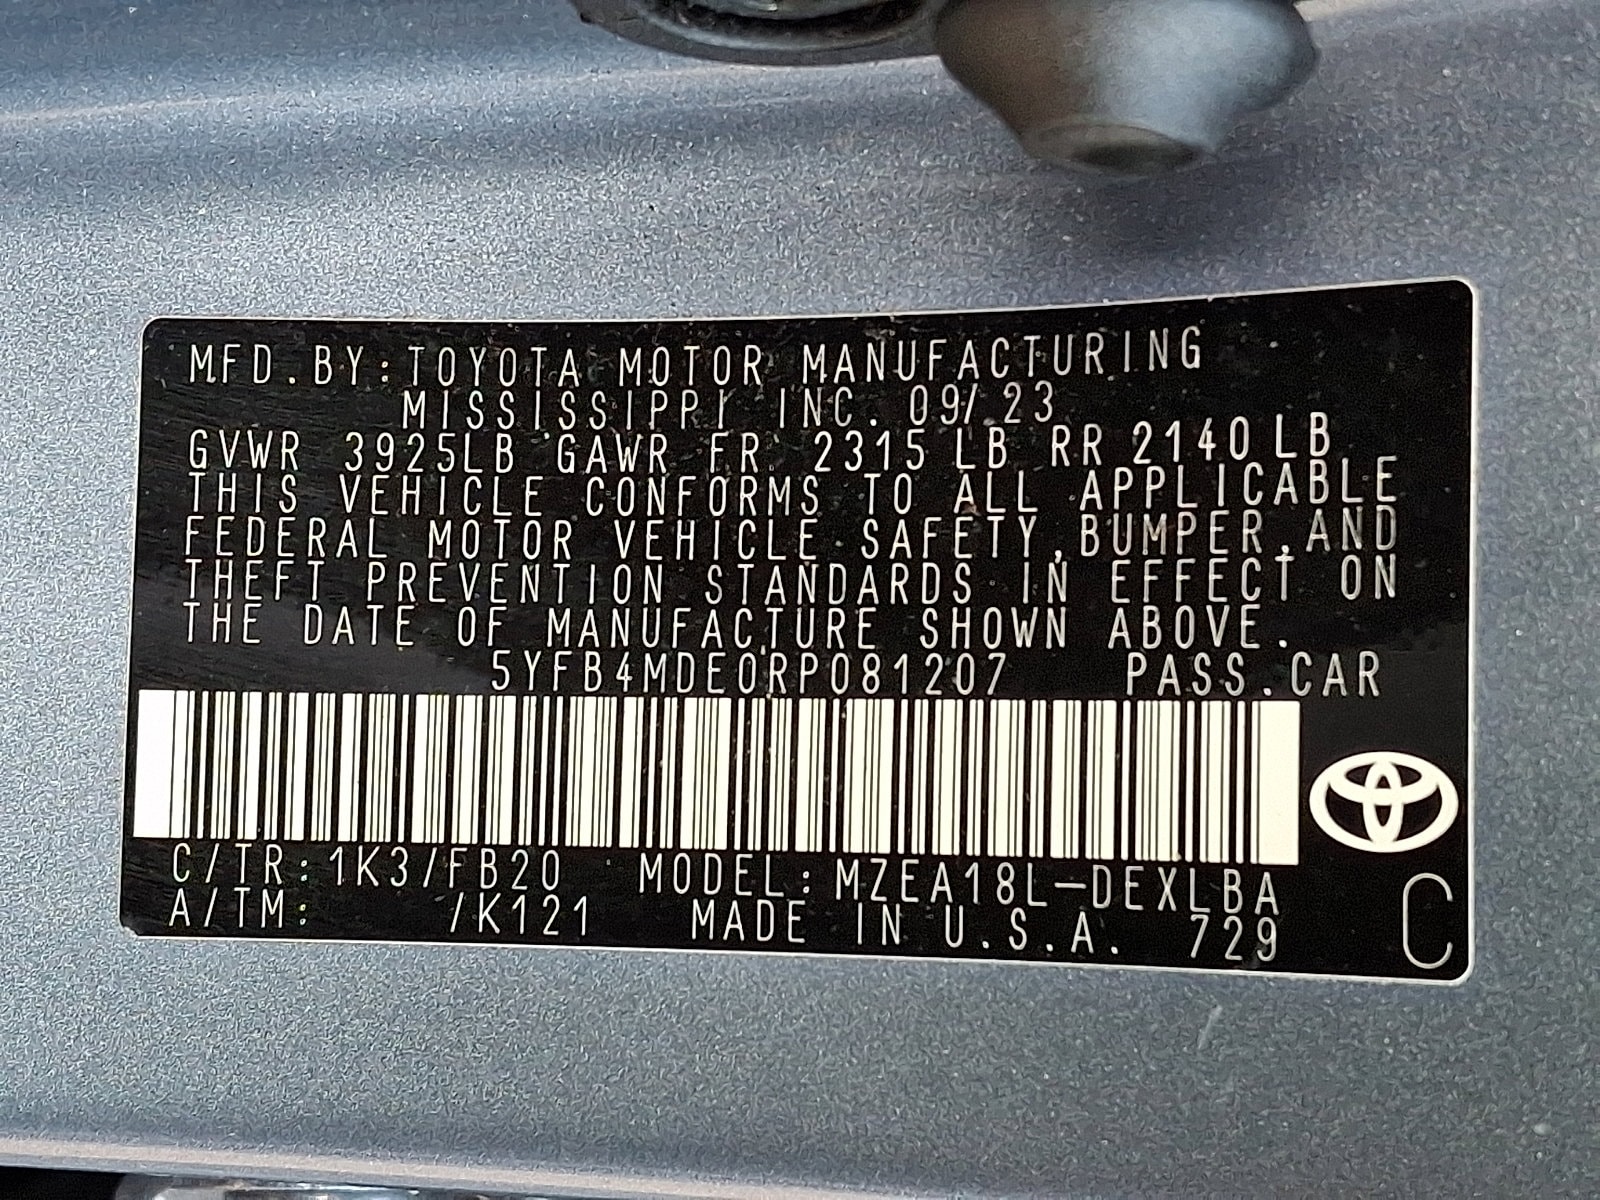 MFD.BY:TOYOTA MOTOR MANUFACTURING
MISSISSIPPI INC. 09/23
GVWR 3925LB GAWR FR 2315 LB RR 2140 LB
THIS VEHICLE CONFORMS TO ALL APPLICABLE
FEDERAL MOTOR VEHICLE SAFETY,BUMPER,AND
THEFT PREVENTION STANDARDS IN EFFECT ON
THE DATE OF MANUFACTURE SHOWN ABOVE.
5YFB4MDE0RP081207 PASS.CAR
C/TR:1K3/FB20 MODEL:MZEA18L-DEXLBA
A/TM: /K121 MADE IN U.S.A. 729
C